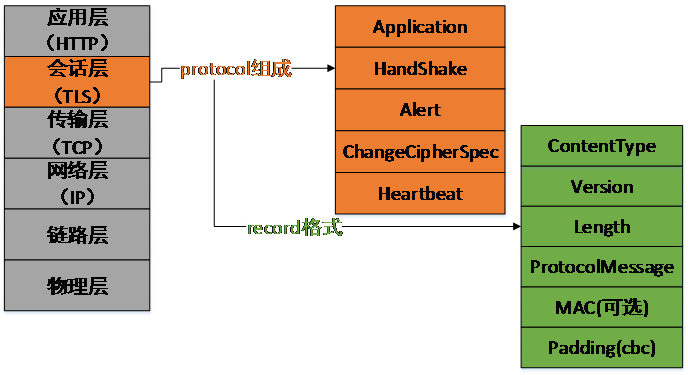 应用层
（HTTP）
会话层
（TLS）
传输层
（TCP）
网络层
（IP）
链路层
物理层
protocol组成
Application
HandShake
Alert
ChangeCipherSpec
Heartbeat
record格式
ContentType
Version
Length
ProtocolMessage
MAC(可选)
Padding(cbc)